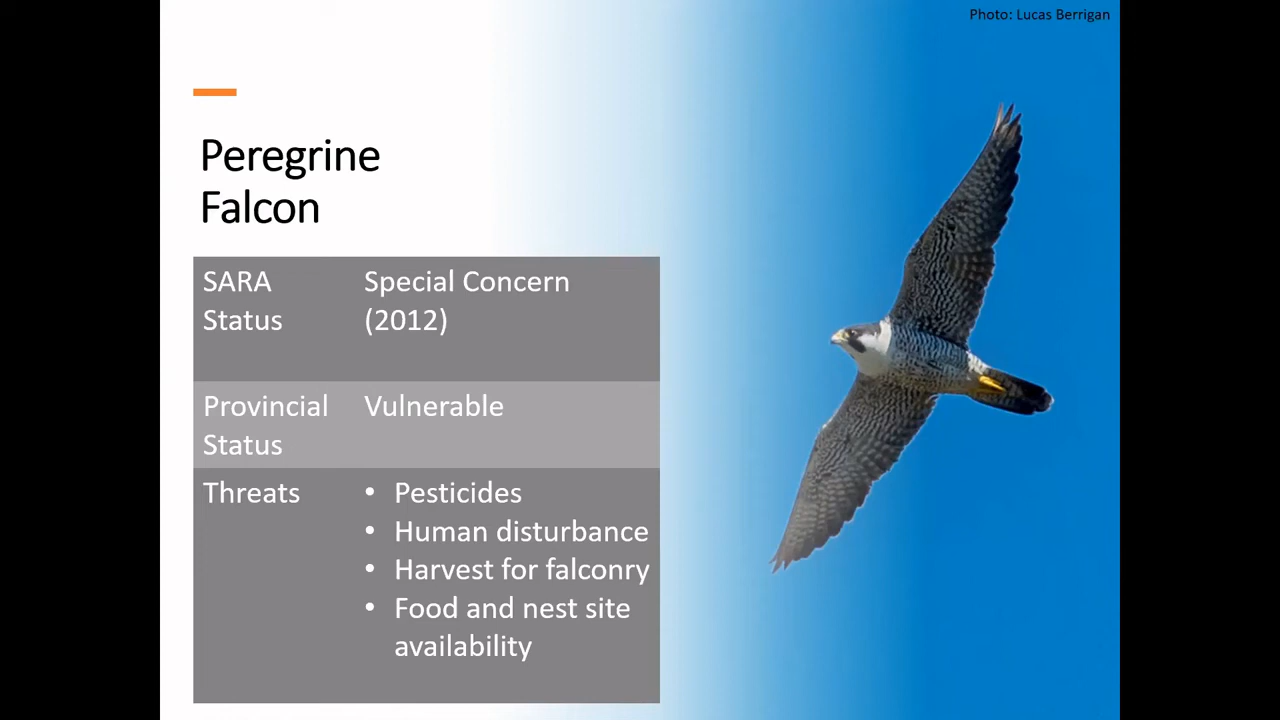 Photo: Lucas Berrigan
Peregrine
Falcon
SARA
Status
Special Concern
(2012)
Provincial
Status
Vulnerable
Threats
• Pesticides
• Human disturbance
• Harvest for falconry
• Food and nest site
availability